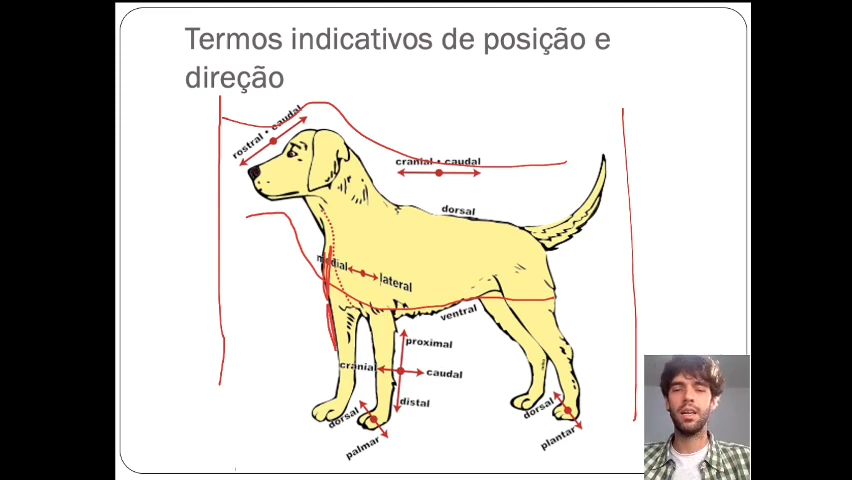 Termos indicativos de posição e
direção
rostral • caudal
cranial • caudal
dorsal
medial
lateral
ventral
proximal
cranial
caudal
distal
dorsal
palmar
dorsal
plantar